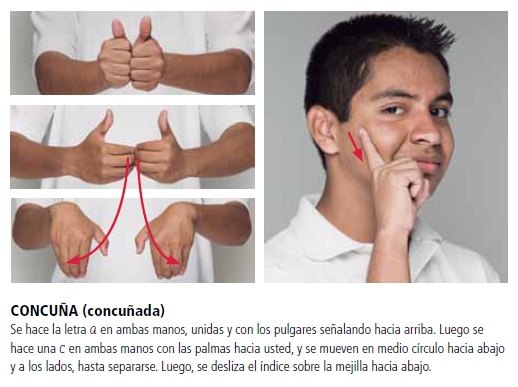 CONCUÑA (concuñada)
Se hace la letra a en ambas manos, unidas y con los pulgares señalando hacia arriba. Luego se
hace una c en ambas manos con las palmas hacia usted, y se mueven en medio círculo hacia abajo
y a los lados, hasta separarse. Luego, se desliza el índice sobre la mejilla hacia abajo.